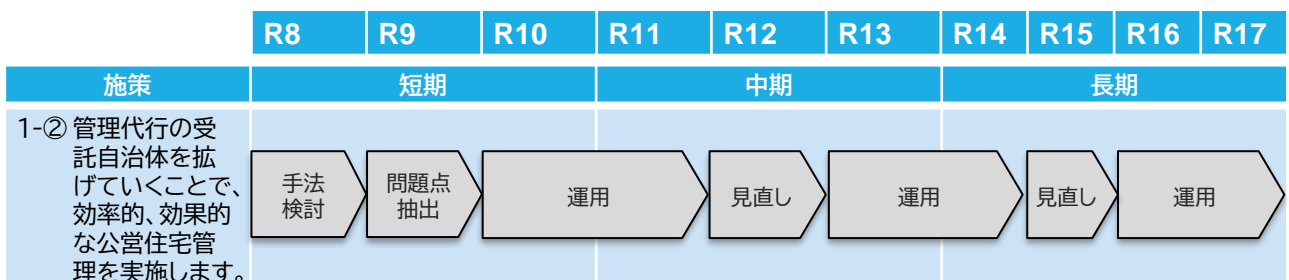 R8 R9 R10 R11 R12 R13 R14 R15 R16 R17
施策 短期 中期 長期
1-② 管理代行の受
託自治体を拡
げていくことで、
効率的、効果的
な公営住宅管
理を実施します。
手法
検討
問題点
抽出
運用
見直し
運用
見直し
運用